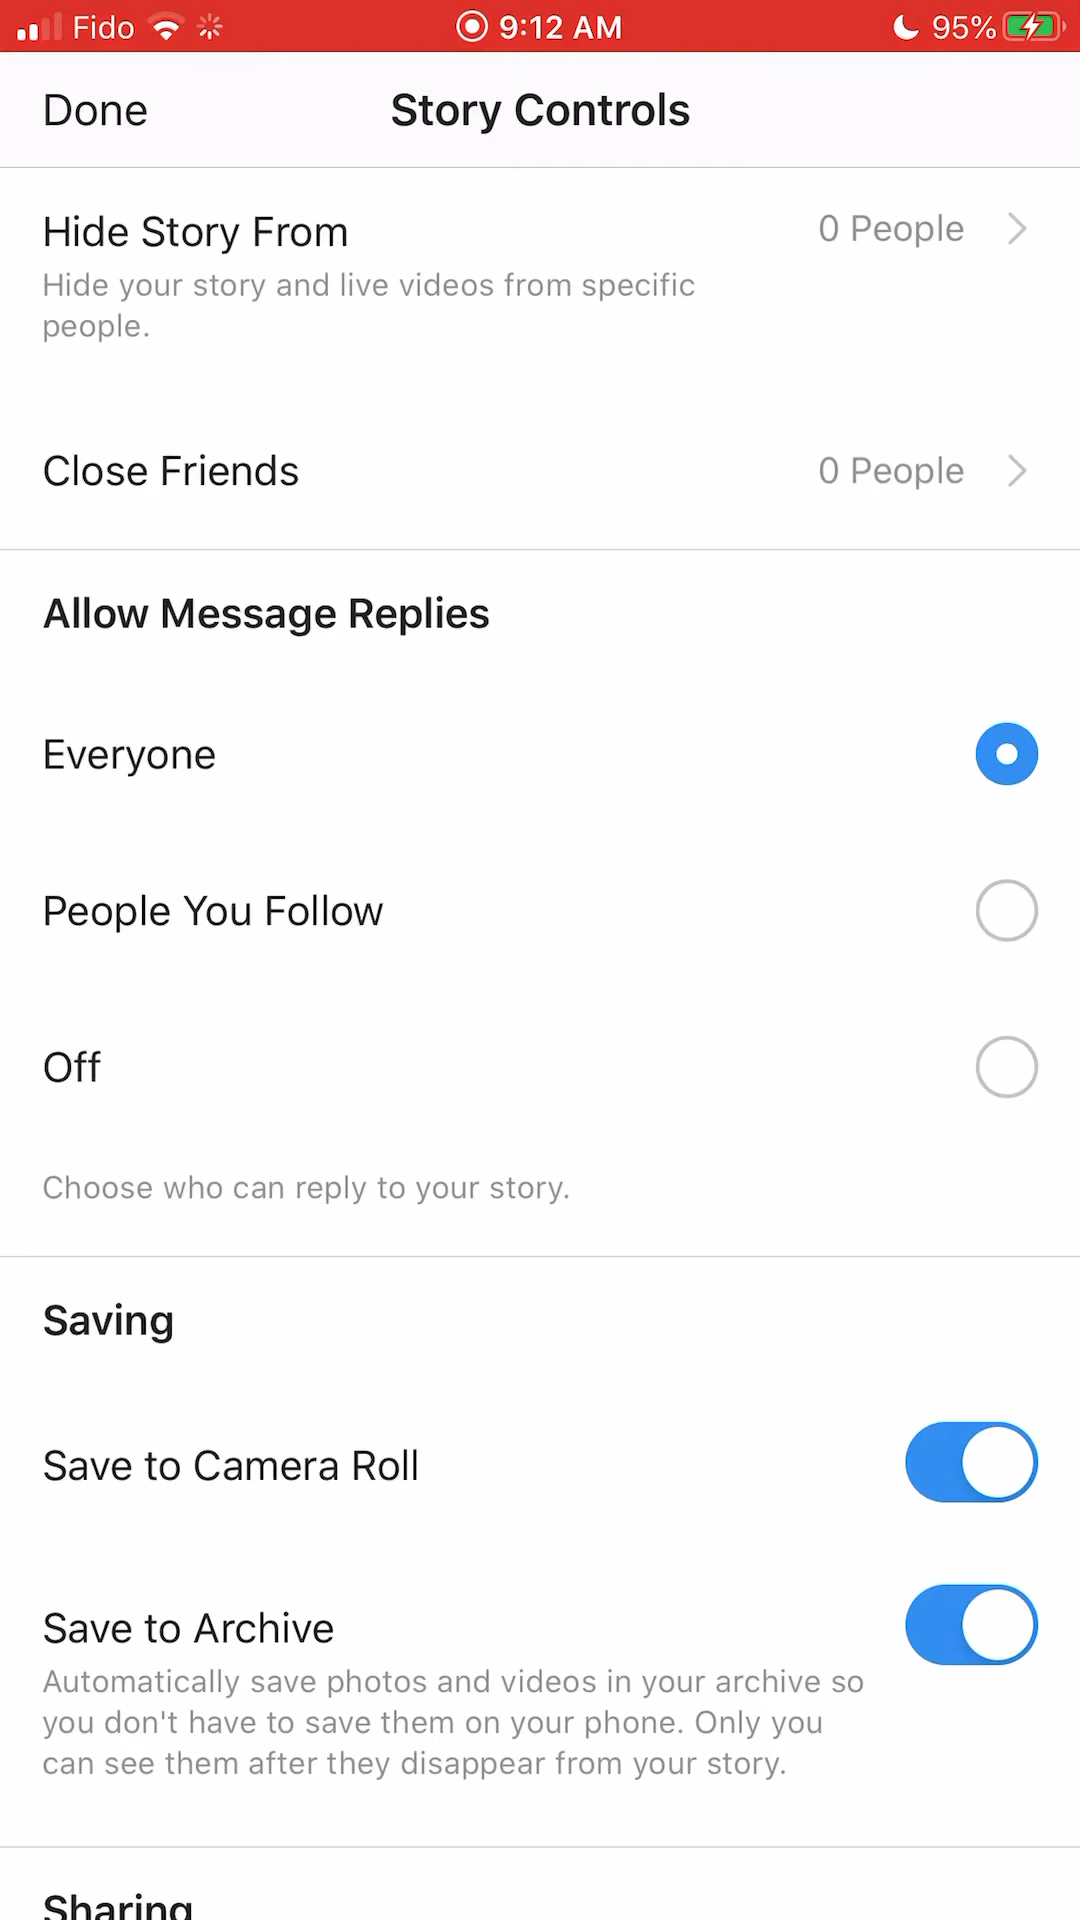 Fido 9:12 AM 95%
Done Story Controls
Hide Story From 0 People
Hide your story and live videos from specific
people.
Close Friends 0 People
Allow Message Replies
Everyone
People You Follow
Off
Choose who can reply to your story.
Saving
Save to Camera Roll
Save to Archive
Automatically save photos and videos in your archive so
you don't have to save them on your phone. Only you
can see them after they disappear from your story.
Sharing